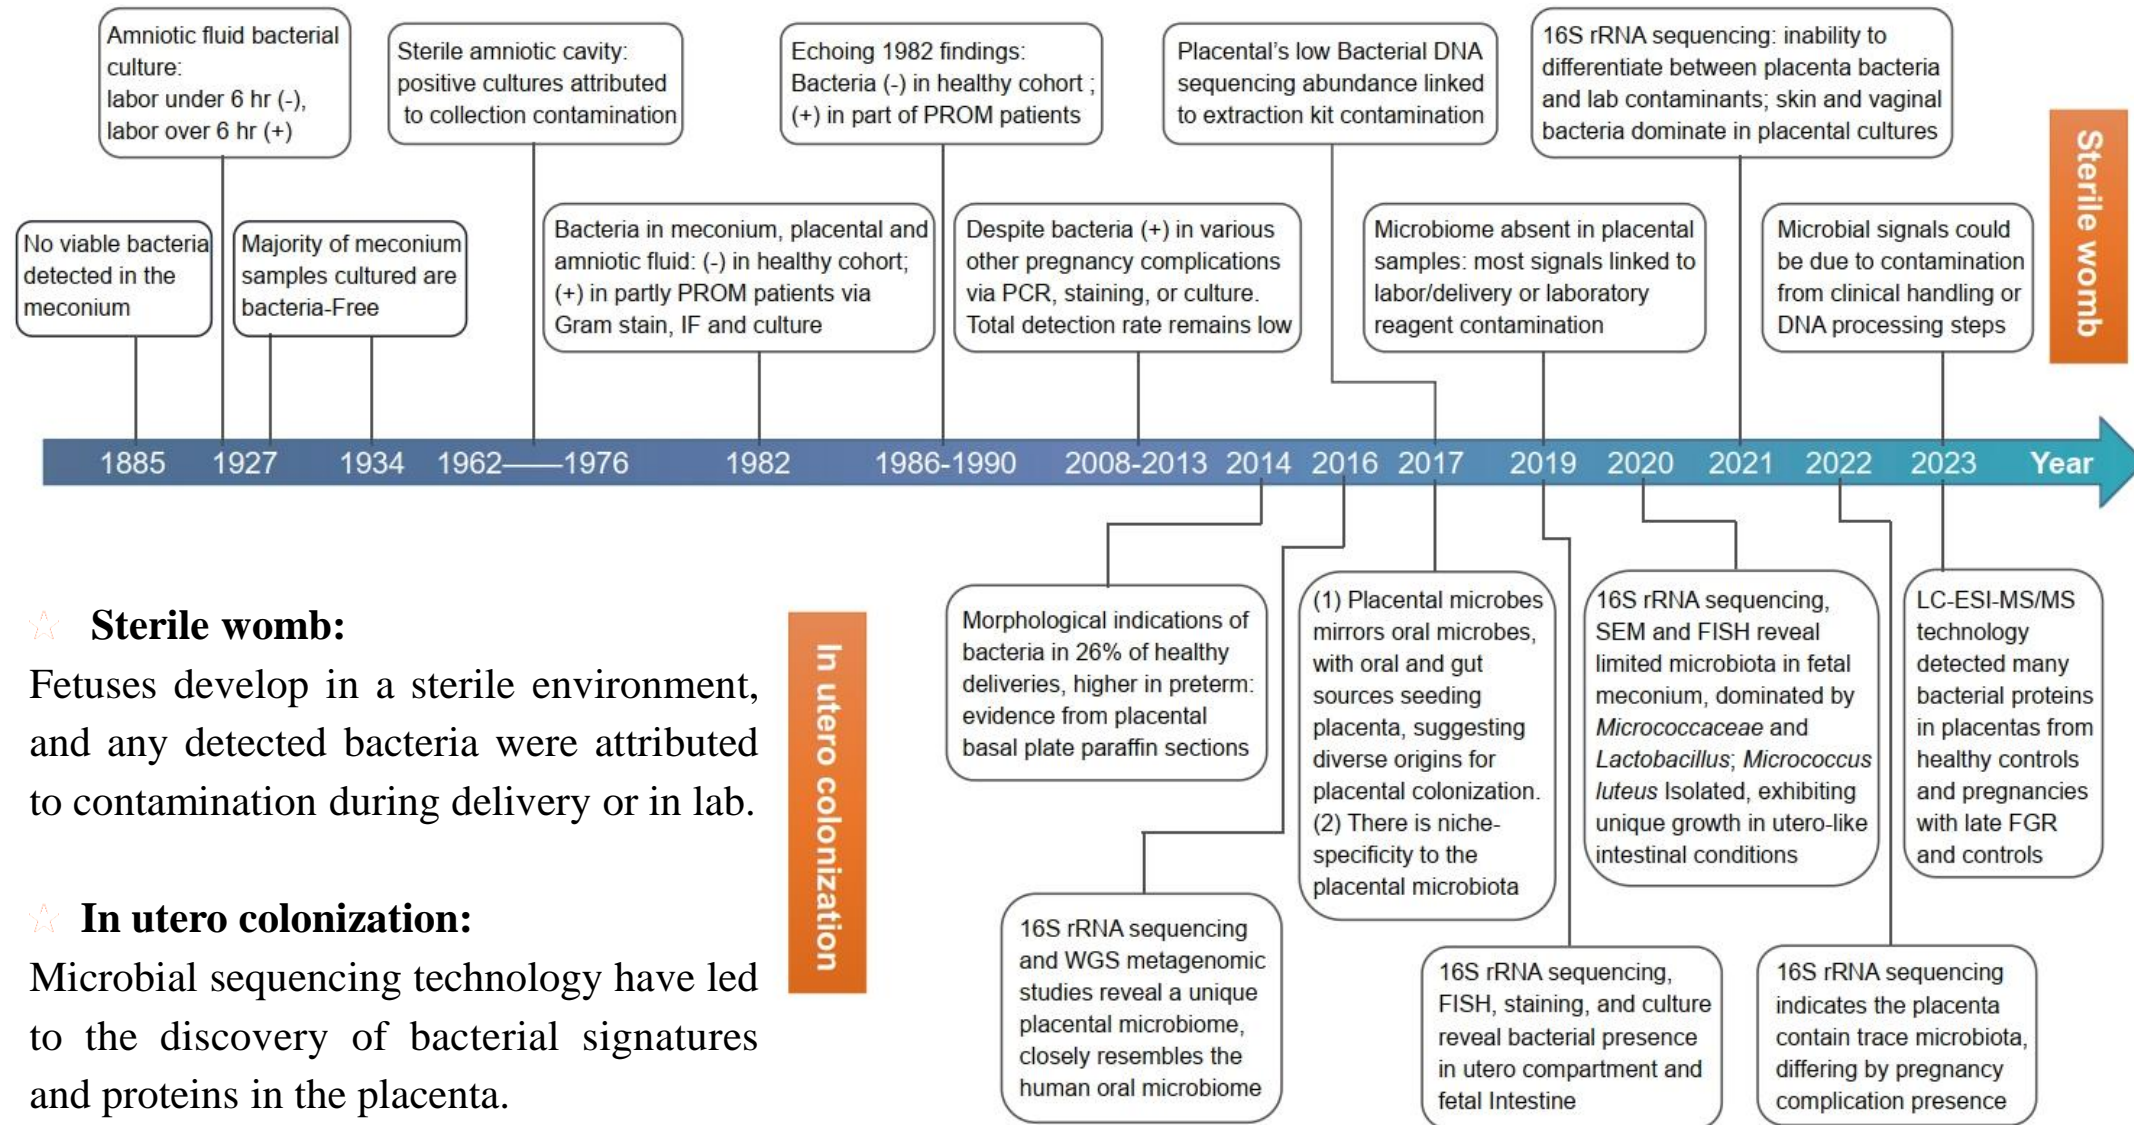 Amniotic fluid bacterial
culture:
labor under 6 hr (-),
labor over 6 hr (+)
Sterile amniotic cavity:
positive cultures attributed
to collection contamination
Echoing 1982 findings:
Bacteria (-) in healthy cohort ;
(+) in part of PROM patients
Placental's low Bacterial DNA
sequencing abundance linked
to extraction kit contamination
16S rRNA sequencing: inability to
differentiate between placenta bacteria
and lab contaminants; skin and vaginal
bacteria dominate in placental cultures
Sterile womb
No viable bacteria
detected in the
meconium
Majority of meconium
samples cultured are
bacteria-Free
Bacteria in meconium, placental and
amniotic fluid: (-) in healthy cohort;
(+) in partly PROM patients via
Gram stain, IF and culture
Despite bacteria (+) in various
other pregnancy complications
via PCR, staining, or culture.
Total detection rate remains low
Microbiome absent in placental
samples: most signals linked to
labor/delivery or laboratory
reagent contamination
Microbial signals could
be due to contamination
from clinical handling or
DNA processing steps
1885 1927 1934 1962——1976 1982 1986-1990 2008-2013 2014 2016 2017 2019 2020 2021 2022 2023 Year
Sterile womb:
Fetuses develop in a sterile environment,
and any detected bacteria were attributed
to contamination during delivery or in lab.
In utero colonization:
Microbial sequencing technology have led
to the discovery of bacterial signatures
and proteins in the placenta.
In utero colonization
Morphological indications of
bacteria in 26% of healthy
deliveries, higher in preterm:
evidence from placental
basal plate paraffin sections
16S rRNA sequencing
and WGS metagenomic
studies reveal a unique
placental microbiome,
closely resembles the
human oral microbiome
(1) Placental microbes
mirrors oral microbes,
with oral and gut
sources seeding
placenta, suggesting
diverse origins for
placental colonization.
(2) There is niche-
specificity to the
placental microbiota
16S rRNA sequencing,
FISH, staining, and culture
reveal bacterial presence
in utero compartment and
fetal Intestine
16S rRNA sequencing,
SEM and FISH reveal
limited microbiota in fetal
meconium, dominated by
Micrococcaceae and
Lactobacillus; Micrococcus
luteus Isolated, exhibiting
unique growth in utero-like
intestinal conditions
16S rRNA sequencing
indicates the placenta
contain trace microbiota,
differing by pregnancy
complication presence
LC-ESI-MS/MS
technology
detected many
bacterial proteins
in placentas from
healthy controls
and pregnancies
with late FGR
and controls